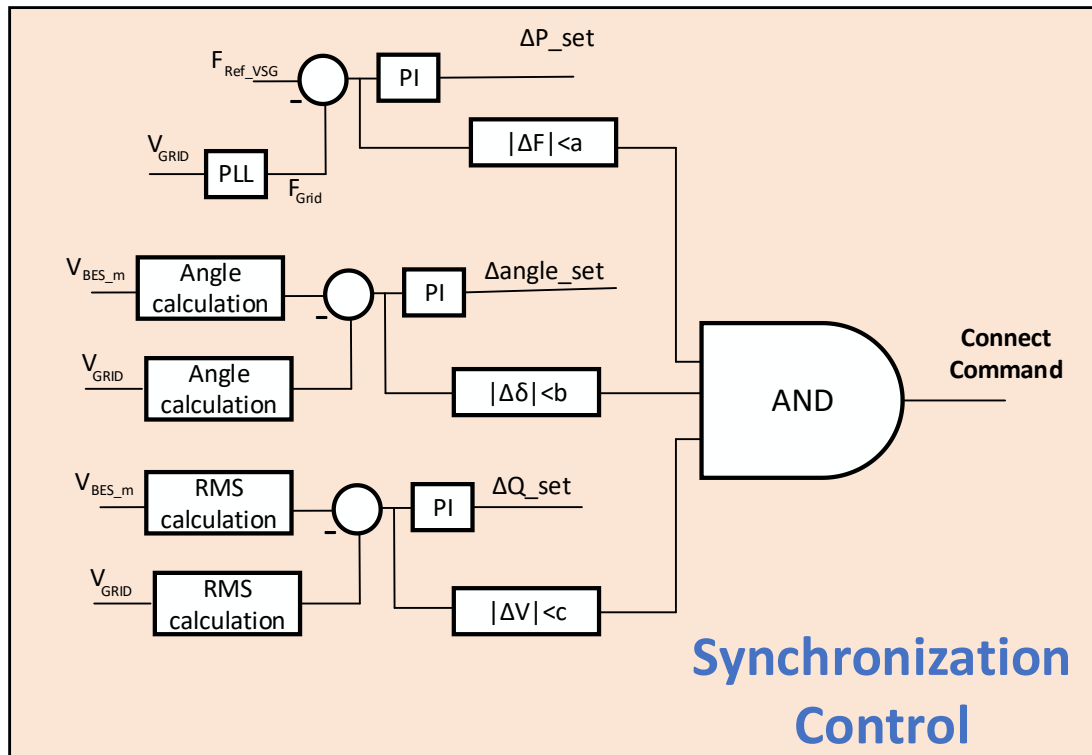 ΔP_set
F_Ref_VSG
PI
-
|ΔF|<a
V_GRID
PLL
F_Grid
V_BES_m
Angle
calculation
-
PI
Δangle_set
V_GRID
Angle
calculation
|Δδ|<b
AND
Connect
Command
V_BES_m
RMS
calculation
-
PI
ΔQ_set
V_GRID
RMS
calculation
|ΔV|<c
Synchronization
Control